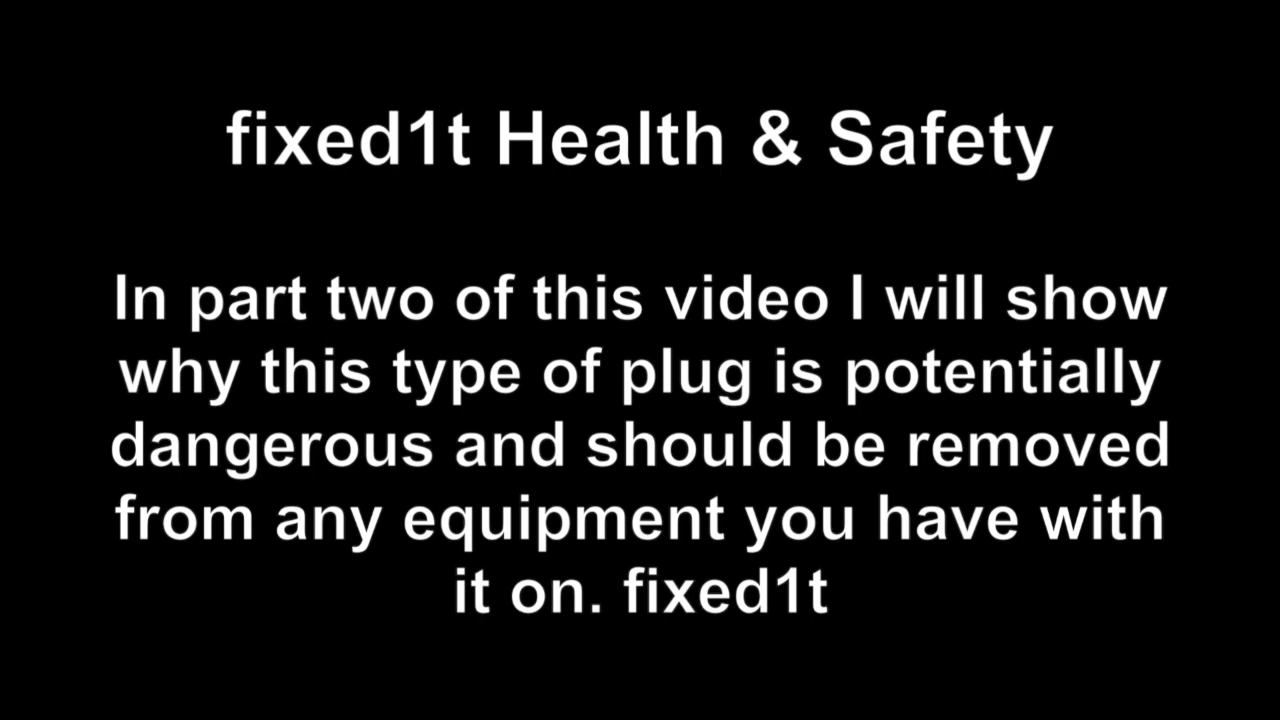 fixed1t Health & Safety
In part two of this video I will show
why this type of plug is potentially
dangerous and should be removed
from any equipment you have with
it on. fixed1t